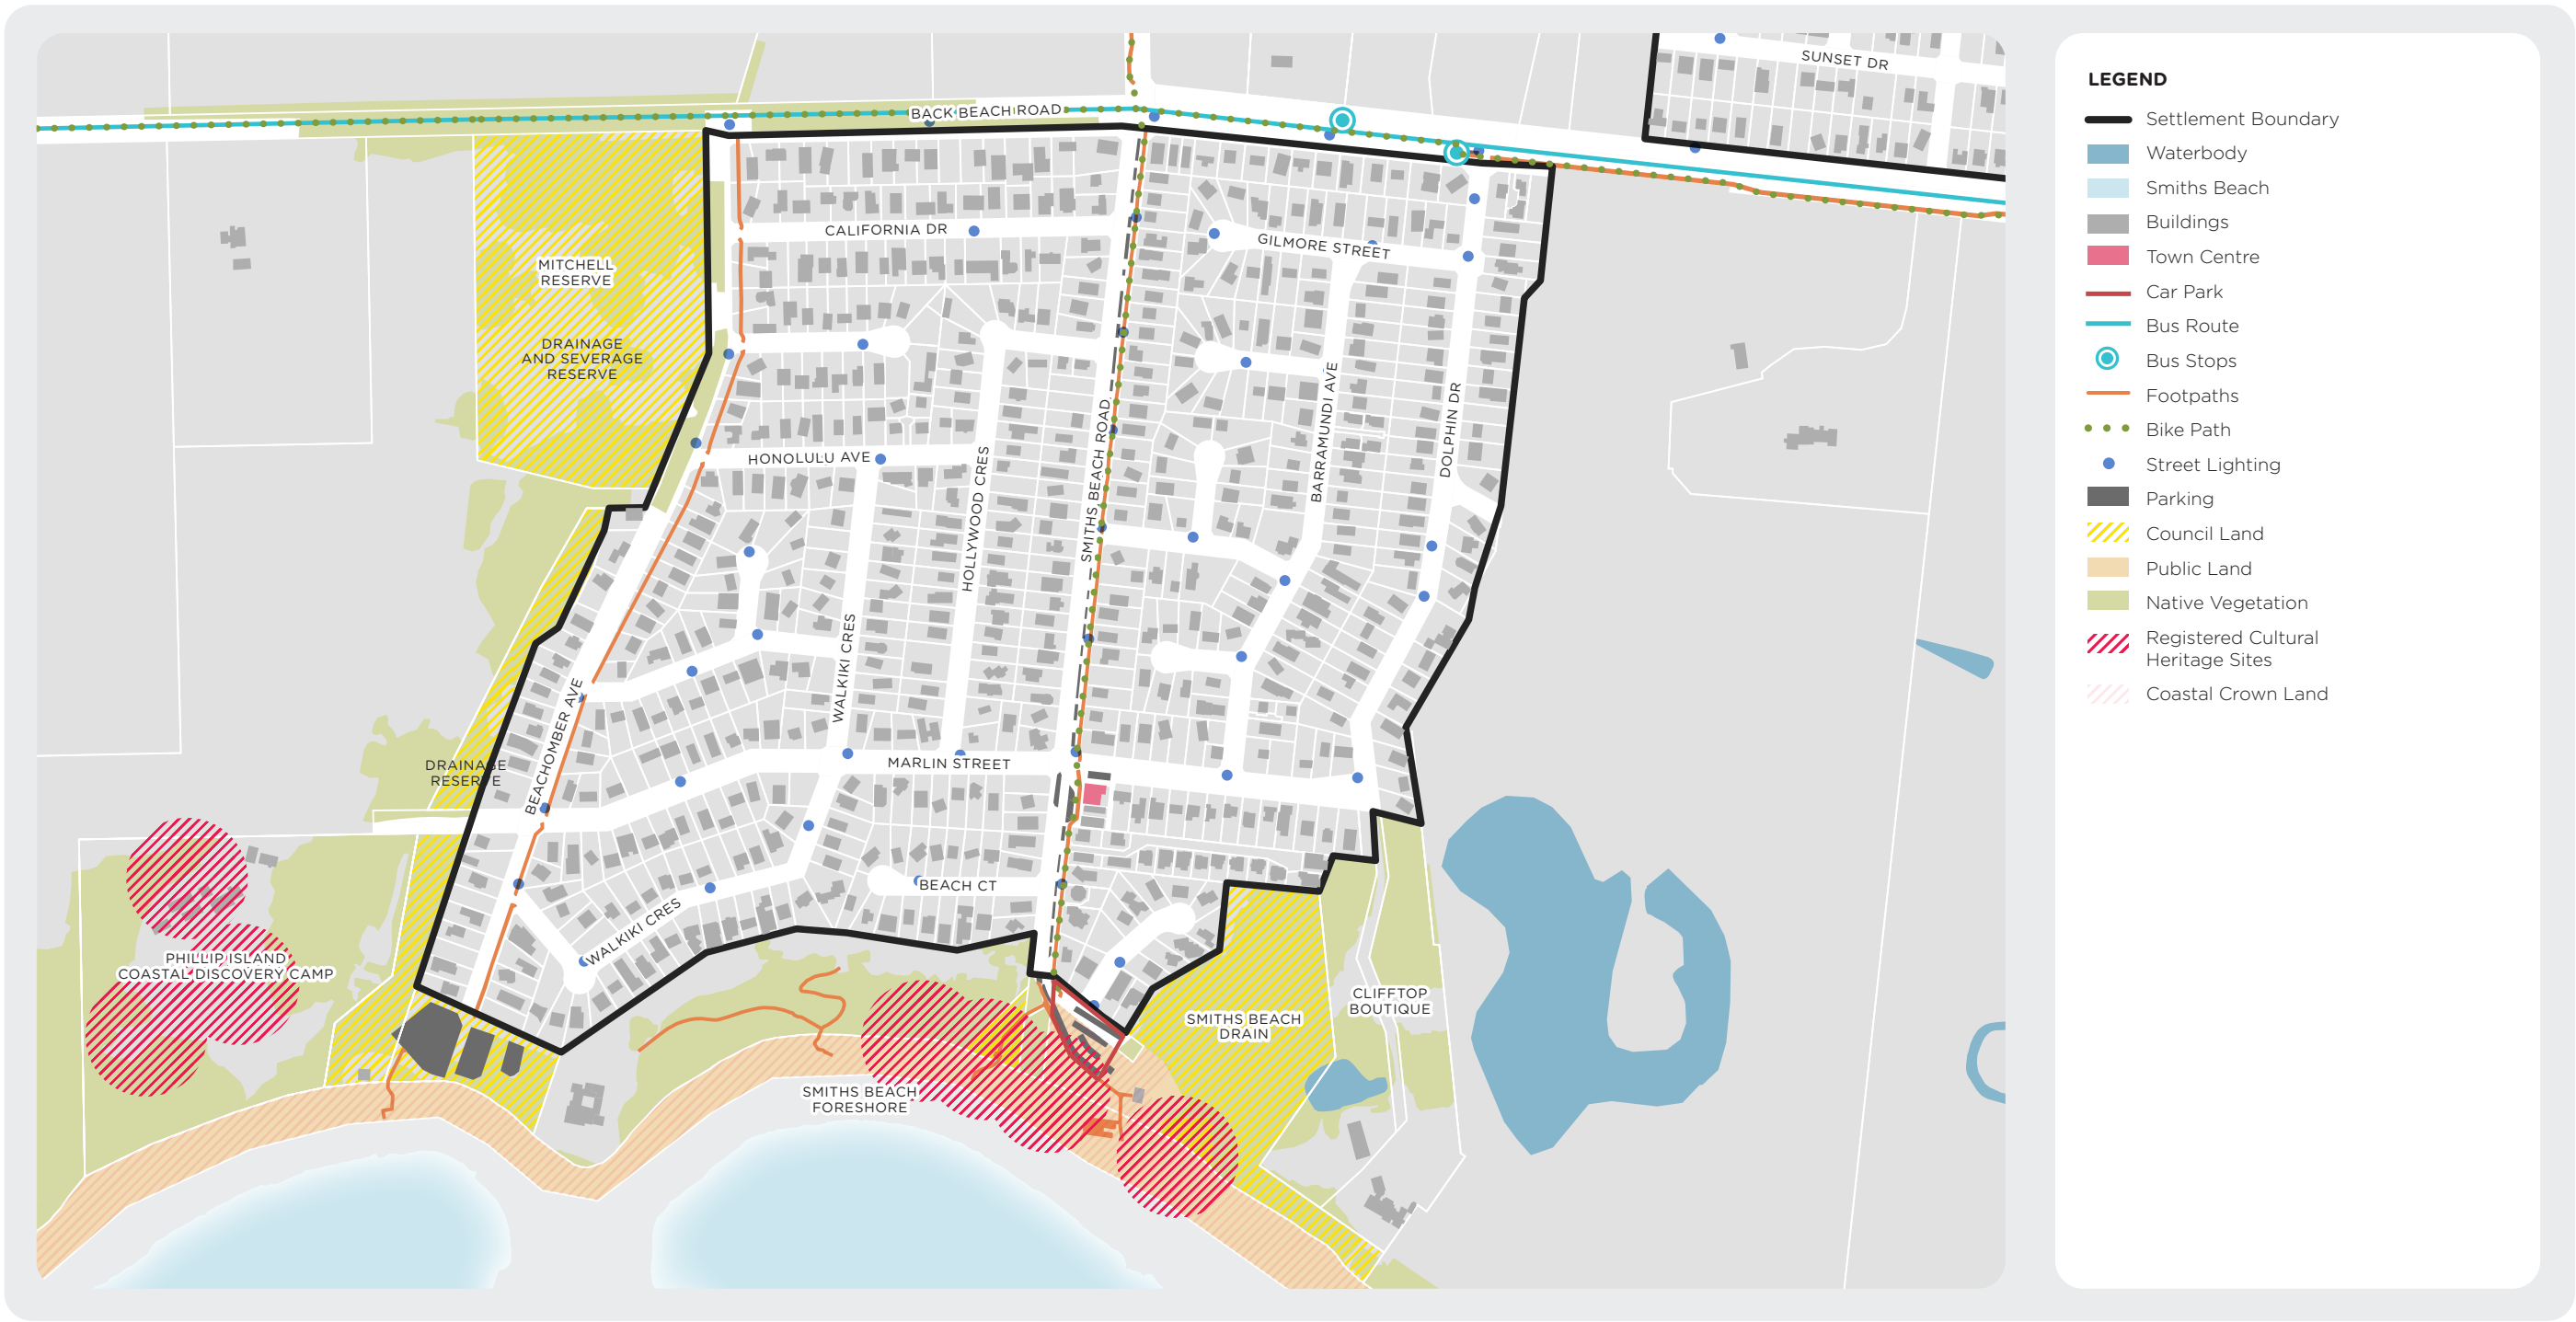 SUNSET DR
BACK BEACH ROAD
CALIFORNIA DR
GILMORE STREET
MITCHELL
RESERVE
DRAINAGE
AND SEVERAGE
RESERVE
HONOLULU AVE
HOLLYWOOD CRES
SMITHS BEACH ROAD
BARRAMUNDI AVE
DOLPHIN DR
WALKIKI CRES
BEACHOMBER AVE
DRAINAGE
RESERVE
MARLIN STREET
BEACH CT
WALKIKI CRES
PHILLIP ISLAND
COASTAL DISCOVERY CAMP
CLIFFTOP
BOUTIQUE
SMITHS BEACH
DRAIN
SMITHS BEACH
FORESHORE
LEGEND
Settlement Boundary
Waterbody
Smiths Beach
Buildings
Town Centre
Car Park
Bus Route
Bus Stops
Footpaths
Bike Path
Street Lighting
Parking
Council Land
Public Land
Native Vegetation
Registered Cultural
Heritage Sites
Coastal Crown Land